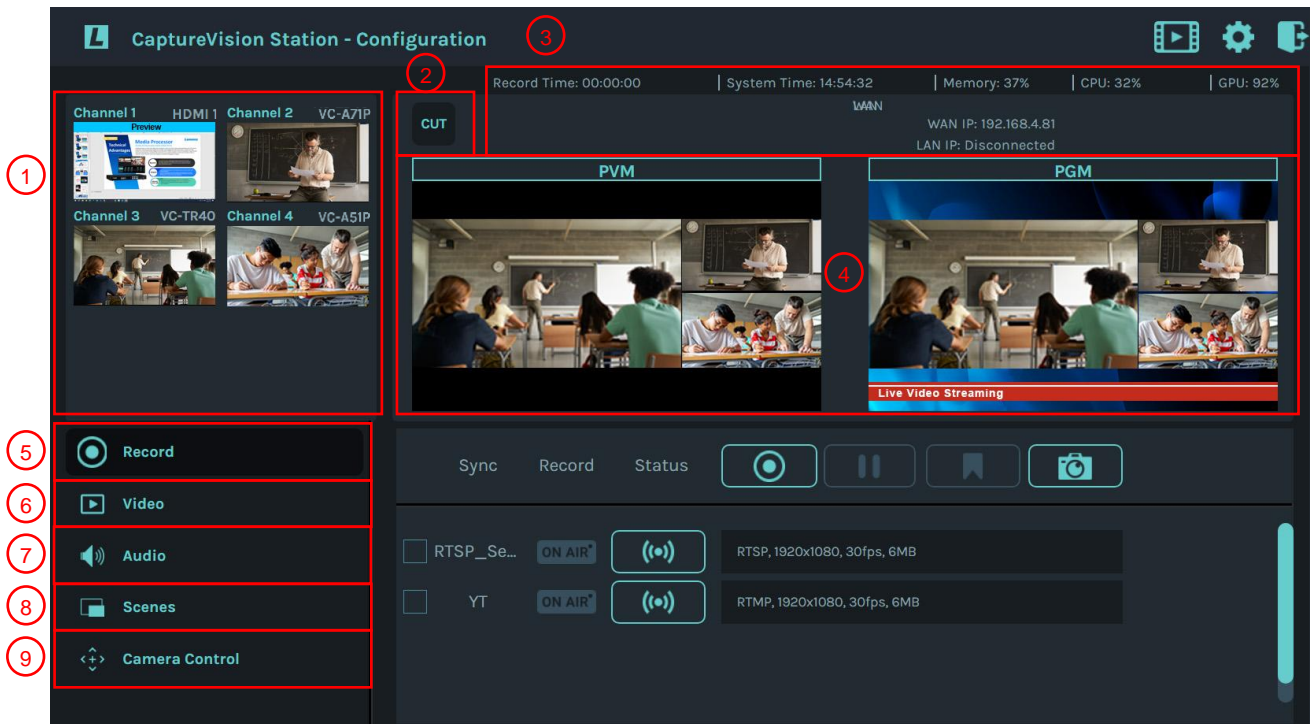 L CaptureVision Station - Configuration
3
2
Record Time: 00:00:00 | System Time: 14:54:32 | Memory: 37% | CPU: 32% | GPU: 92%
WAN IP: 192.168.4.81
LAN IP: Disconnected
1
Channel 1 HDMI 1 Channel 2 VC-A71P
Preview
Technical Advantages
Media Processor
Channel 3 VC-TR40 Channel 4 VC-A51P
CUT
PVM
PGM
4
Live Video Streaming
5 Record
6 Video
7 Audio
8 Scenes
9 Camera Control
Sync Record Status
RTSP_Se... ON AIR RTSP, 1920x1080, 30fps, 6MB
YT ON AIR RTMP, 1920x1080, 30fps, 6MB